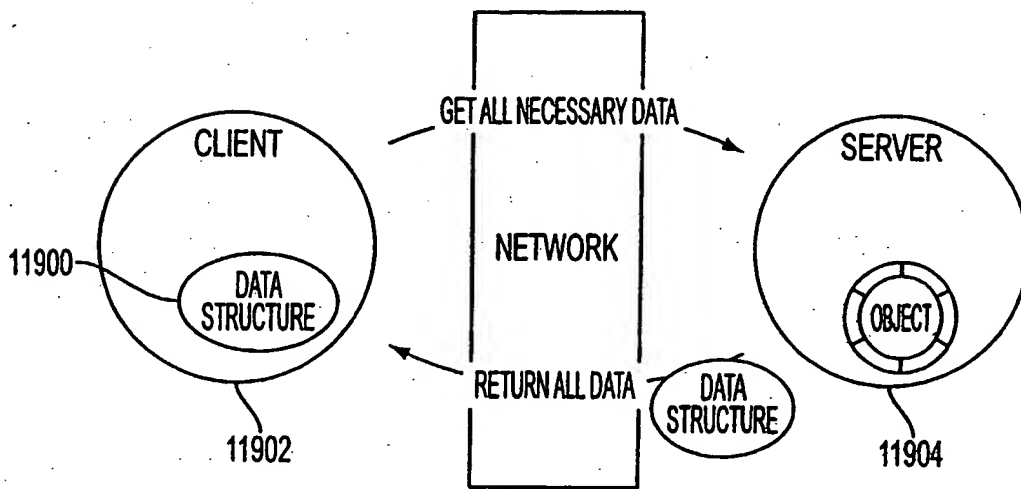 GET ALL NECESSARY DATA
CLIENT
SERVER
11900
DATA
STRUCTURE
NETWORK
OBJECT
RETURN ALL DATA
DATA
STRUCTURE
11902
11904